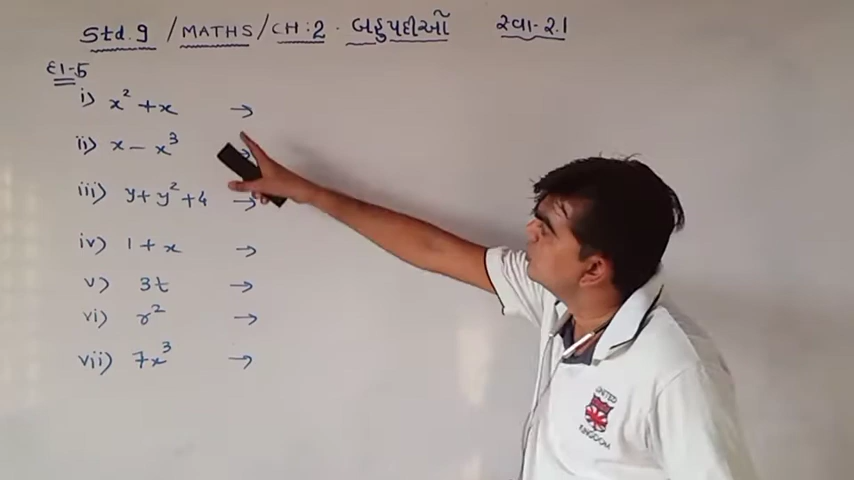 Std. 9 / MATHS / CH: 2. બહુપદીઓ સ્વા-2.1
દા-5
i) x² + x →
ii) x - x³ →
iii) y + y² + 4 →
iv) 1 + x →
v) 3t →
vi) r² →
vii) 7x³ →
UNITED
KINGDOM